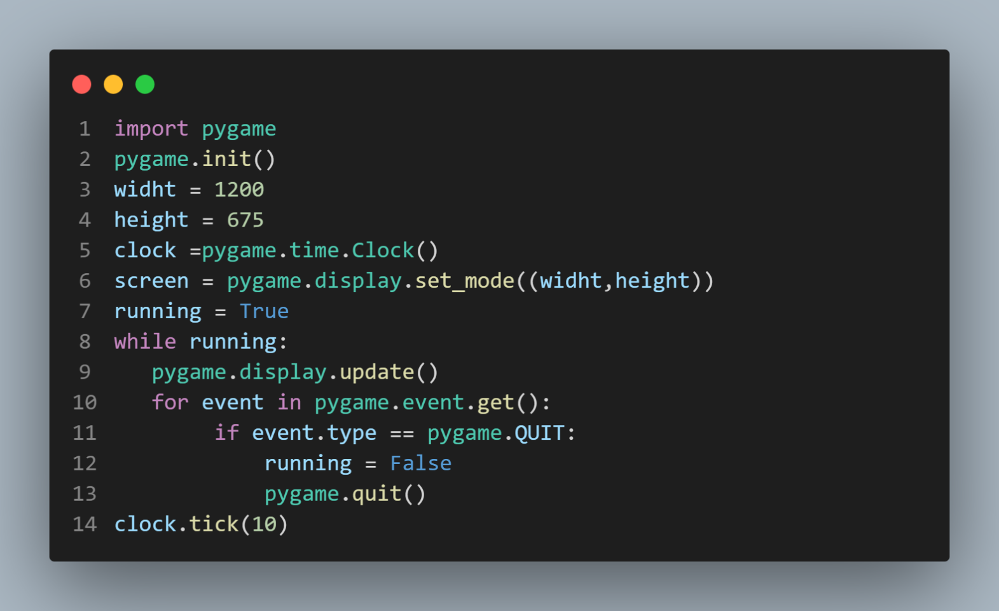 1 import pygame
2 pygame.init()
3 widht = 1200
4 height = 675
5 clock =pygame.time.Clock()
6 screen = pygame.display.set_mode((widht,height))
7 running = True
8 while running:
9    pygame.display.update()
10    for event in pygame.event.get():
11         if event.type == pygame.QUIT:
12             running = False
13             pygame.quit()
14 clock.tick(10)